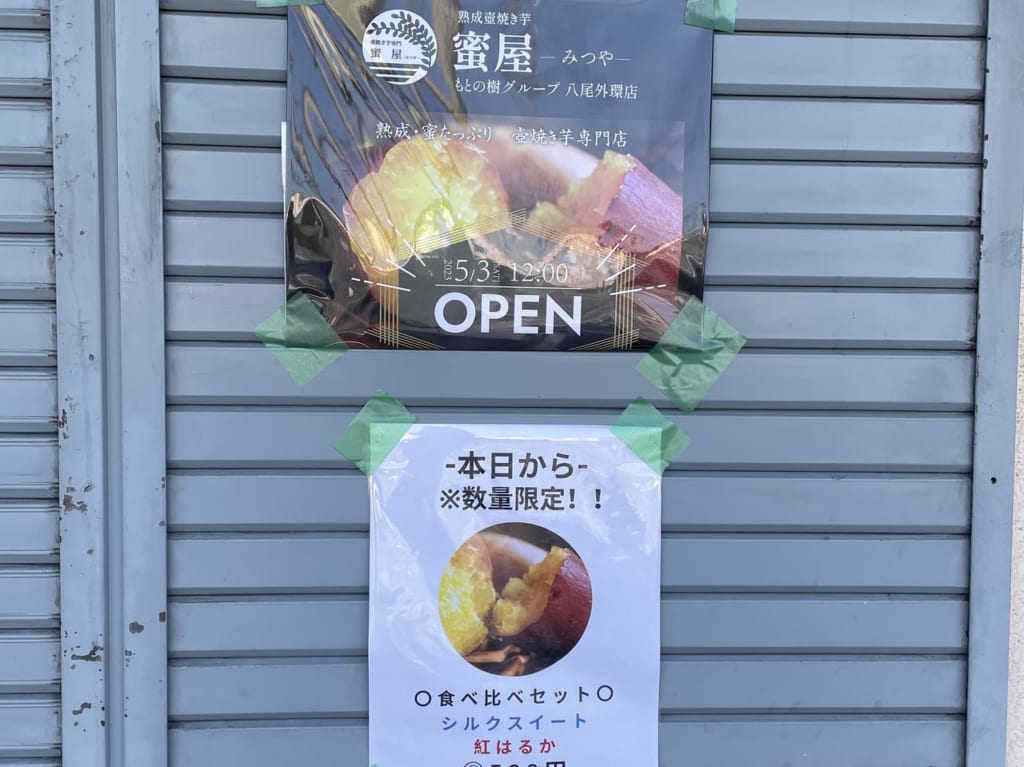 熟成壺焼き芋
蜜屋 ―みつや―
もとの樹グループ 八尾外環店
蜜屋
熟成・蜜たっぷり 壺焼き芋専門店
2023 5/3 12:00
OPEN
-本日から-
※数量限定!!
〇食べ比べセット〇
シルクスイート
紅はるか